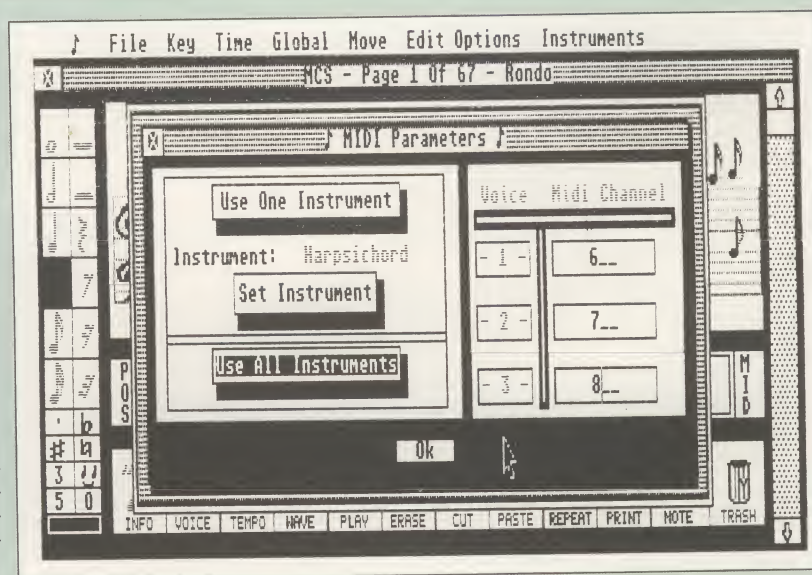 File Key Time Global Move Edit Options Instruments
MCS - Page 1 Of 67 - Rondo
MIDI Parameters
Use One Instrument
Instrument: Harpsichord
Set Instrument
Use All Instruments
Voice Midi Channel
- 1 - 6__
- 2 - 7__
- 3 - 8__
Ok
POS
MID
3
5 0
INFO VOICE TEMPO WAVE PLAY ERASE CUT PASTE REPEAT PRINT NOTE TRASH